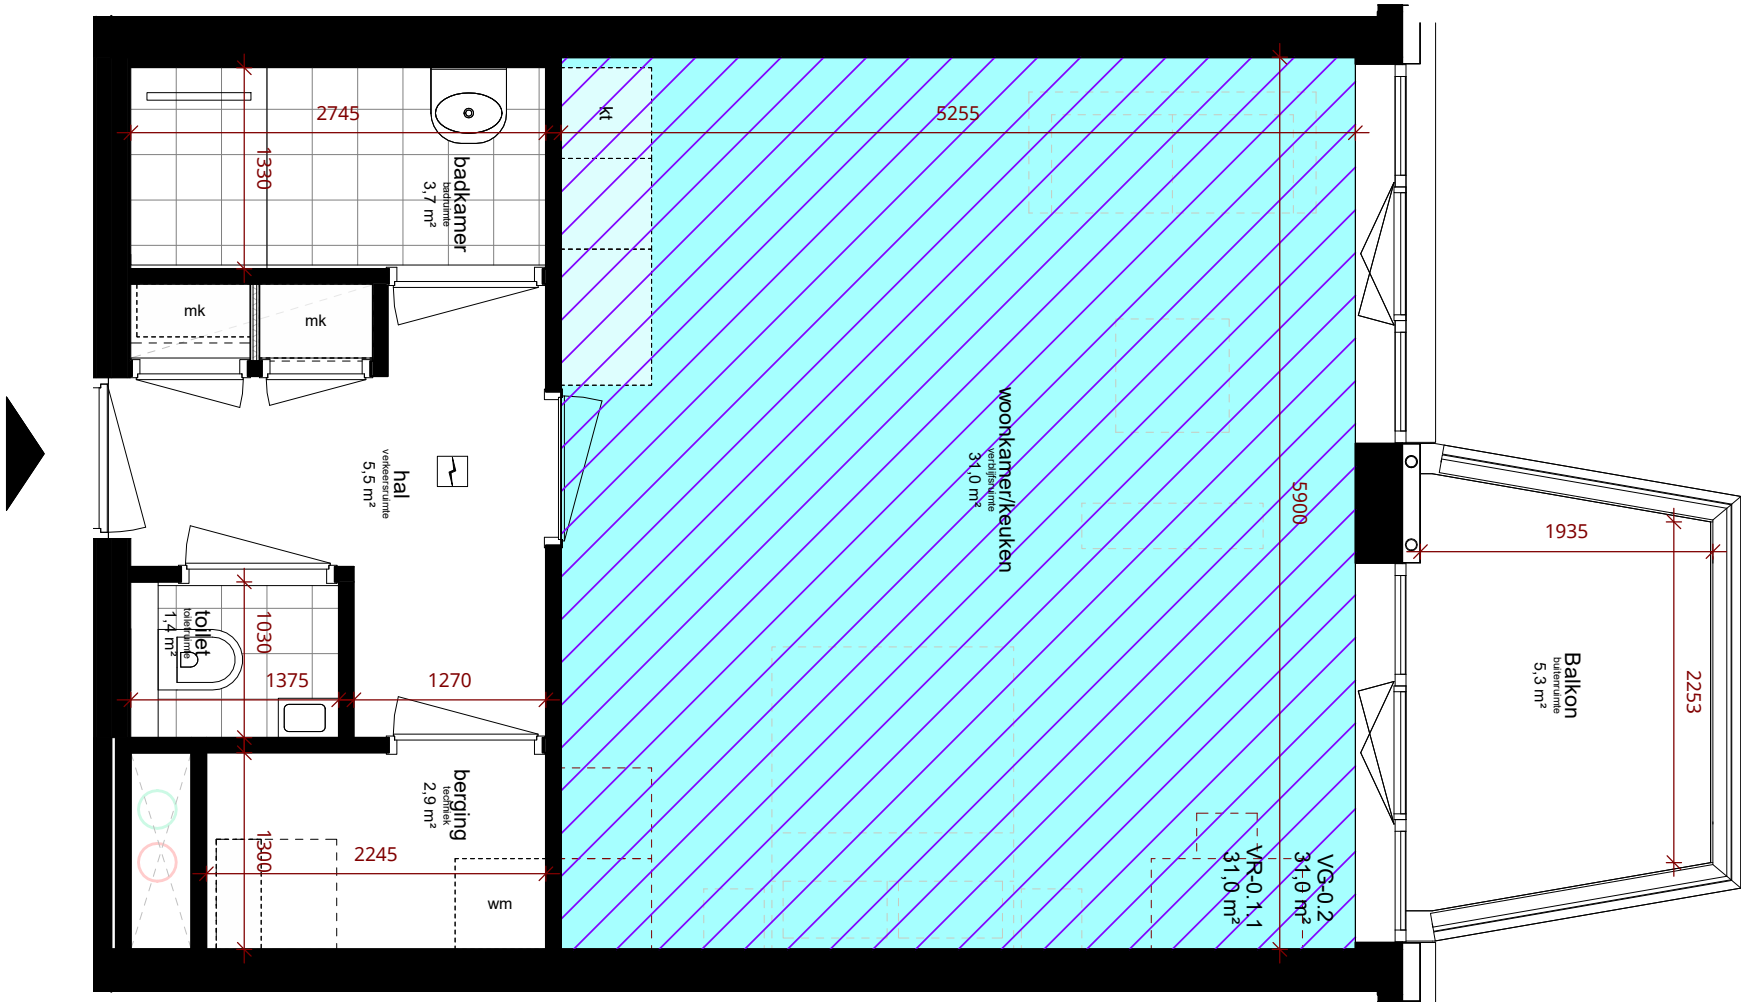 2745
1330
badkamer
badruimte
3,7 m²
kt
5255
mk
mk
hal
verkeersruimte
5,5 m²
woonkamer/keuken
verblijfsruimte
31,0 m²
5900
1935
2253
Balkon
buitenruimte
5,3 m²
toilet
toiletruimte
1,4 m²
1030
1375
1270
berging
techniek
2,9 m²
1300
2245
wm
VG-0.2
31,0 m²
VR-0.1.1
31,0 m²